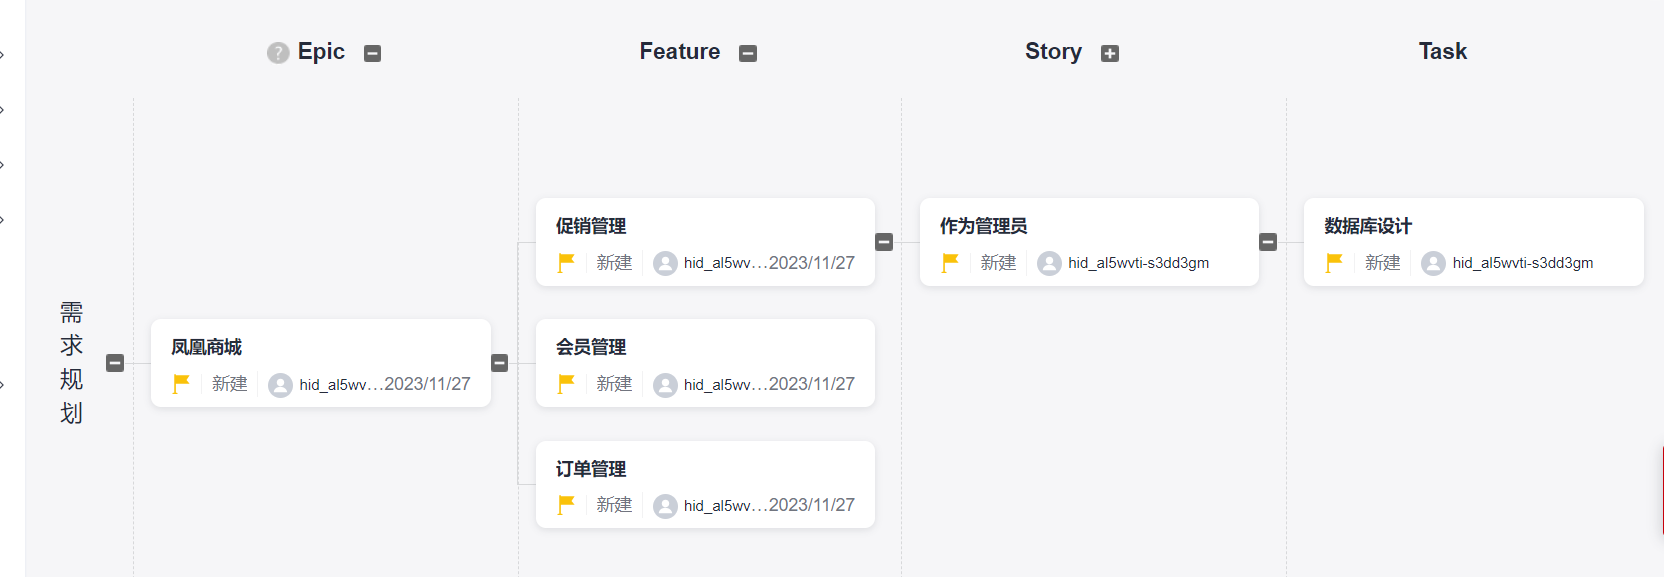 Epic
Feature
Story
Task
需求规划
凤凰商城
新建 hid_al5wv...2023/11/27
促销管理
新建 hid_al5wv...2023/11/27
会员管理
新建 hid_al5wv...2023/11/27
订单管理
新建 hid_al5wv...2023/11/27
作为管理员
新建 hid_al5wvti-s3dd3gm
数据库设计
新建 hid_al5wvti-s3dd3gm